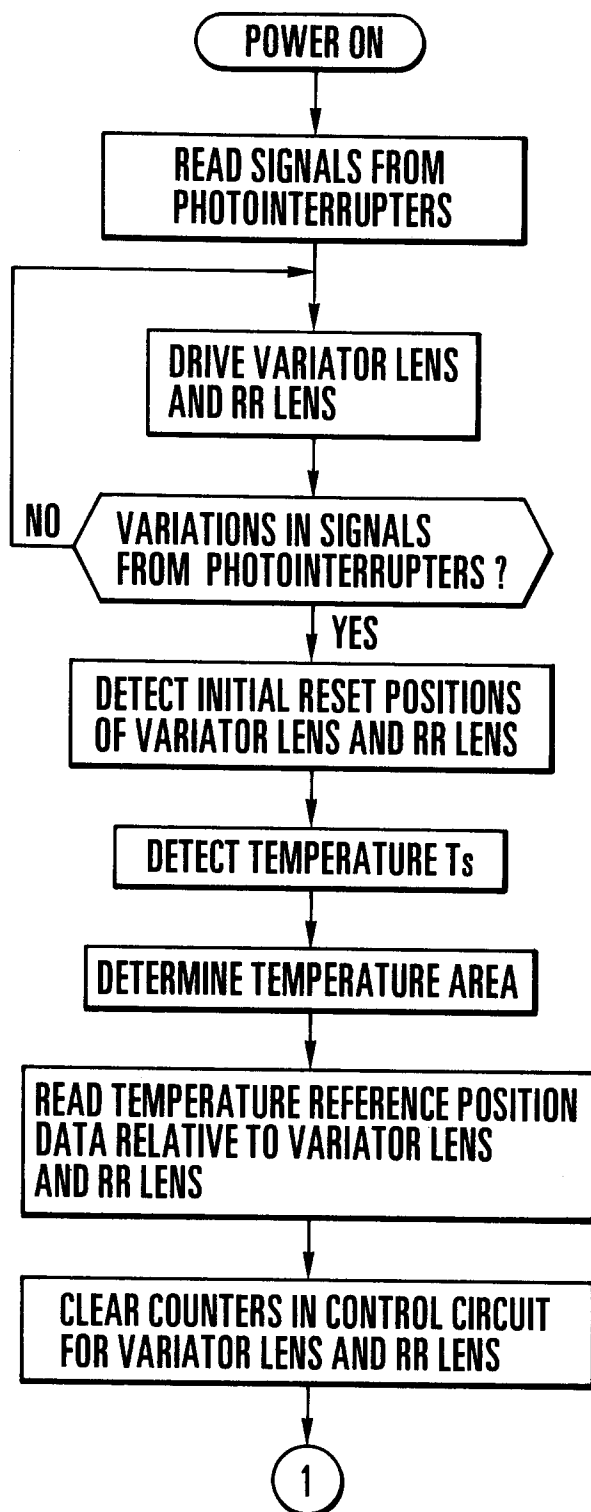 POWER ON
READ SIGNALS FROM
PHOTOINTERRUPTERS
DRIVE VARIATOR LENS
AND RR LENS
NO
VARIATIONS IN SIGNALS
FROM PHOTOINTERRUPTERS ?
YES
DETECT INITIAL RESET POSITIONS
OF VARIATOR LENS AND RR LENS
DETECT TEMPERATURE Ts
DETERMINE TEMPERATURE AREA
READ TEMPERATURE REFERENCE POSITION
DATA RELATIVE TO VARIATOR LENS
AND RR LENS
CLEAR COUNTERS IN CONTROL CIRCUIT
FOR VARIATOR LENS AND RR LENS
1